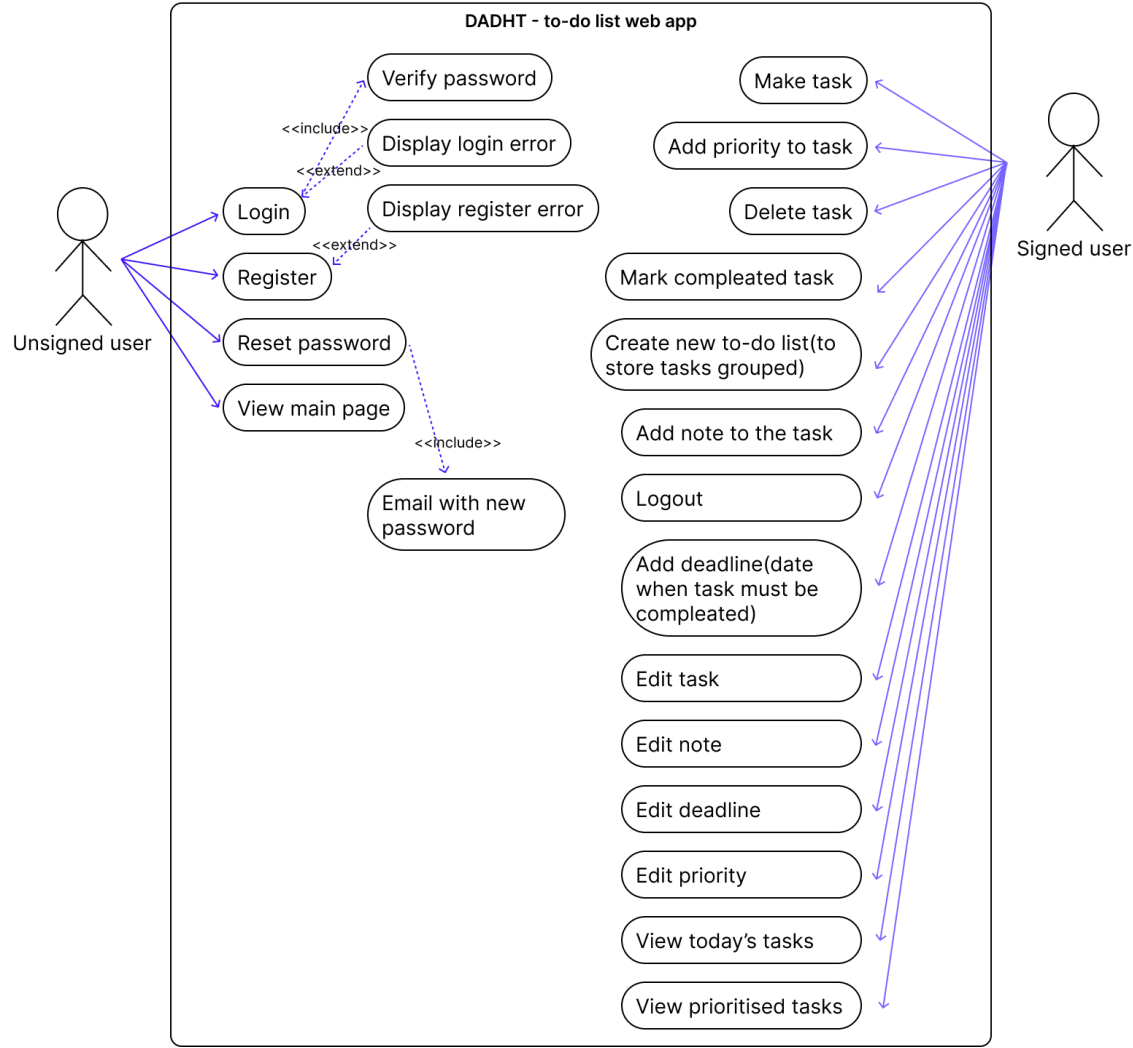 DADHT - to-do list web app
Verify password
<<include>>
Display login error
<<extend>>
Login
Display register error
<<extend>>
Register
Reset password
View main page
<<include>>
Email with new
password
Unsigned user
Make task
Add priority to task
Delete task
Mark compleated task
Create new to-do list(to
store tasks grouped)
Add note to the task
Logout
Add deadline(date
when task must be
compleated)
Edit task
Edit note
Edit deadline
Edit priority
View today’s tasks
View prioritised tasks
Signed user